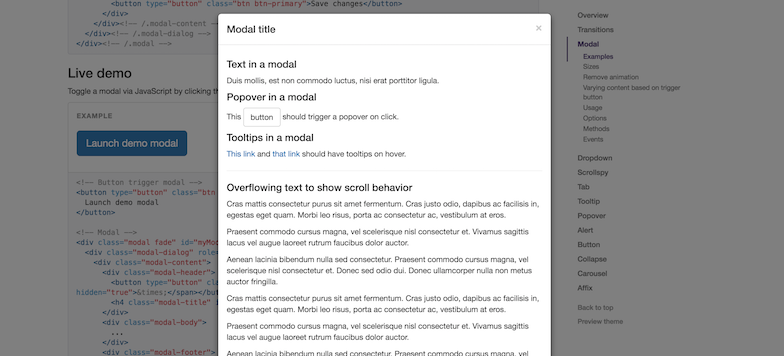 <button type="button" class="btn btn-primary">Save changes</button>
</div>
</div><!-- /.modal-content -->
</div><!-- /.modal-dialog -->
</div><!-- /.modal -->
Live demo
Toggle a modal via JavaScript by clicking th
EXAMPLE
Launch demo modal
<!-- Button trigger modal -->
<button type="button" class="btn
Launch demo modal
</button>
<!-- Modal -->
<div class="modal fade" id="myMod
<div class="modal-dialog" role=
<div class="modal-content">
<div class="modal-header">
<button type="button" class="
hidden="true">&times;</span></but
<h4 class="modal-title" i
</div>
<div class="modal-body">
...
</div>
<div class="modal-footer">
Modal title
×
Text in a modal
Duis mollis, est non commodo luctus, nisi erat porttitor ligula.
Popover in a modal
This button should trigger a popover on click.
Tooltips in a modal
This link and that link should have tooltips on hover.
Overflowing text to show scroll behavior
Cras mattis consectetur purus sit amet fermentum. Cras justo odio, dapibus ac facilisis in,
egestas eget quam. Morbi leo risus, porta ac consectetur ac, vestibulum at eros.
Praesent commodo cursus magna, vel scelerisque nisl consectetur et. Vivamus sagittis
lacus vel augue laoreet rutrum faucibus dolor auctor.
Aenean lacinia bibendum nulla sed consectetur. Praesent commodo cursus magna, vel
scelerisque nisl consectetur et. Donec sed odio dui. Donec ullamcorper nulla non metus
auctor fringilla.
Cras mattis consectetur purus sit amet fermentum. Cras justo odio, dapibus ac facilisis in,
egestas eget quam. Morbi leo risus, porta ac consectetur ac, vestibulum at eros.
Praesent commodo cursus magna, vel scelerisque nisl consectetur et. Vivamus sagittis
lacus vel augue laoreet rutrum faucibus dolor auctor.
Aenean lacinia bibendum nulla sed consectetur. Praesent commodo cursus magna, vel
Overview
Transitions
Modal
Examples
Sizes
Remove animation
Varying content based on trigger
button
Usage
Options
Methods
Events
Dropdown
Scrollspy
Tab
Tooltip
Popover
Alert
Button
Collapse
Carousel
Affix
Back to top
Preview theme